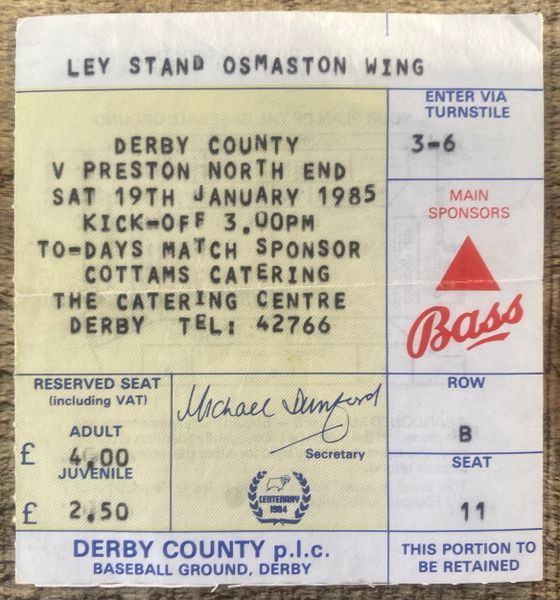 LEY STAND OSMASTON WING
ENTER VIA
TURNSTILE
3-6
DERBY COUNTY
V PRESTON NORTH END
SAT 19TH JANUARY 1985
KICK-OFF 3.00PM
TO-DAYS MATCH SPONSOR
COTTAMS CATERING
THE CATERING CENTRE
DERBY TEL: 42766
MAIN
SPONSORS
Bass
RESERVED SEAT
(including VAT)
ADULT
£ 4.00
JUVENILE
£ 2.50
Michael Dunford
Secretary
CENTENARY
1984
ROW
B
SEAT
11
DERBY COUNTY p.l.c.
BASEBALL GROUND, DERBY
THIS PORTION TO
BE RETAINED